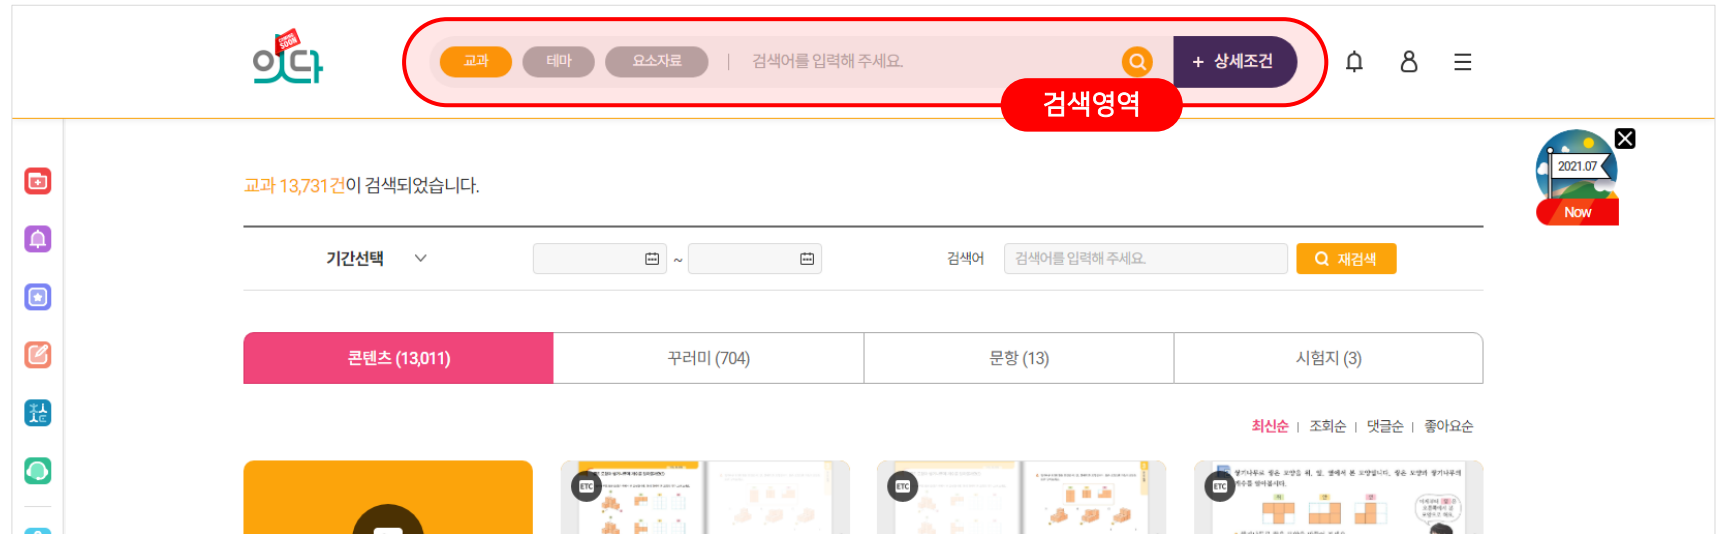 COMING SOON
잇다
교과 테마 요소자료 | 검색어를 입력해 주세요. + 상세조건
검색영역
2021.07
Now
교과 13,731건이 검색되었습니다.
기간선택 ~ 검색어 검색어를 입력해 주세요. 재검색
콘텐츠 (13,011) 꾸러미 (704) 문항 (13) 시험지 (3)
최신순 | 조회순 | 댓글순 | 좋아요순
ETC ETC ETC